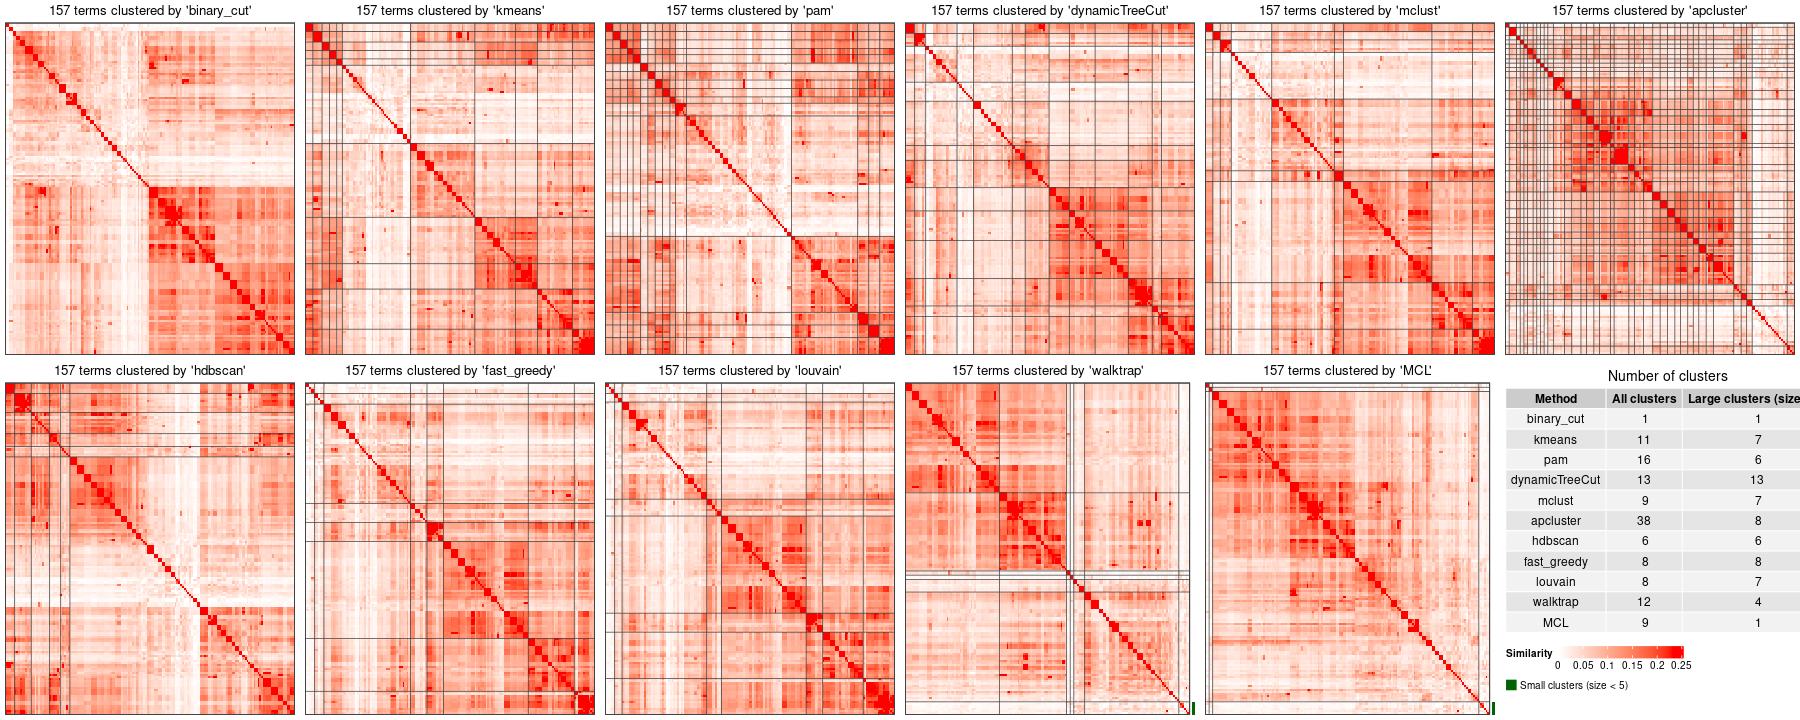 157 terms clustered by 'binary_cut'
157 terms clustered by 'kmeans'
157 terms clustered by 'pam'
157 terms clustered by 'dynamicTreeCut'
157 terms clustered by 'mclust'
157 terms clustered by 'apcluster'
157 terms clustered by 'hdbscan'
157 terms clustered by 'fast_greedy'
157 terms clustered by 'louvain'
157 terms clustered by 'walktrap'
157 terms clustered by 'MCL'
Number of clusters
Method All clusters Large clusters (size
binary_cut 1 1
kmeans 11 7
pam 16 6
dynamicTreeCut 13 13
mclust 9 7
apcluster 38 8
hdbscan 6 6
fast_greedy 8 8
louvain 8 7
walktrap 12 4
MCL 9 1
Similarity
0 0.05 0.1 0.15 0.2 0.25
Small clusters (size < 5)